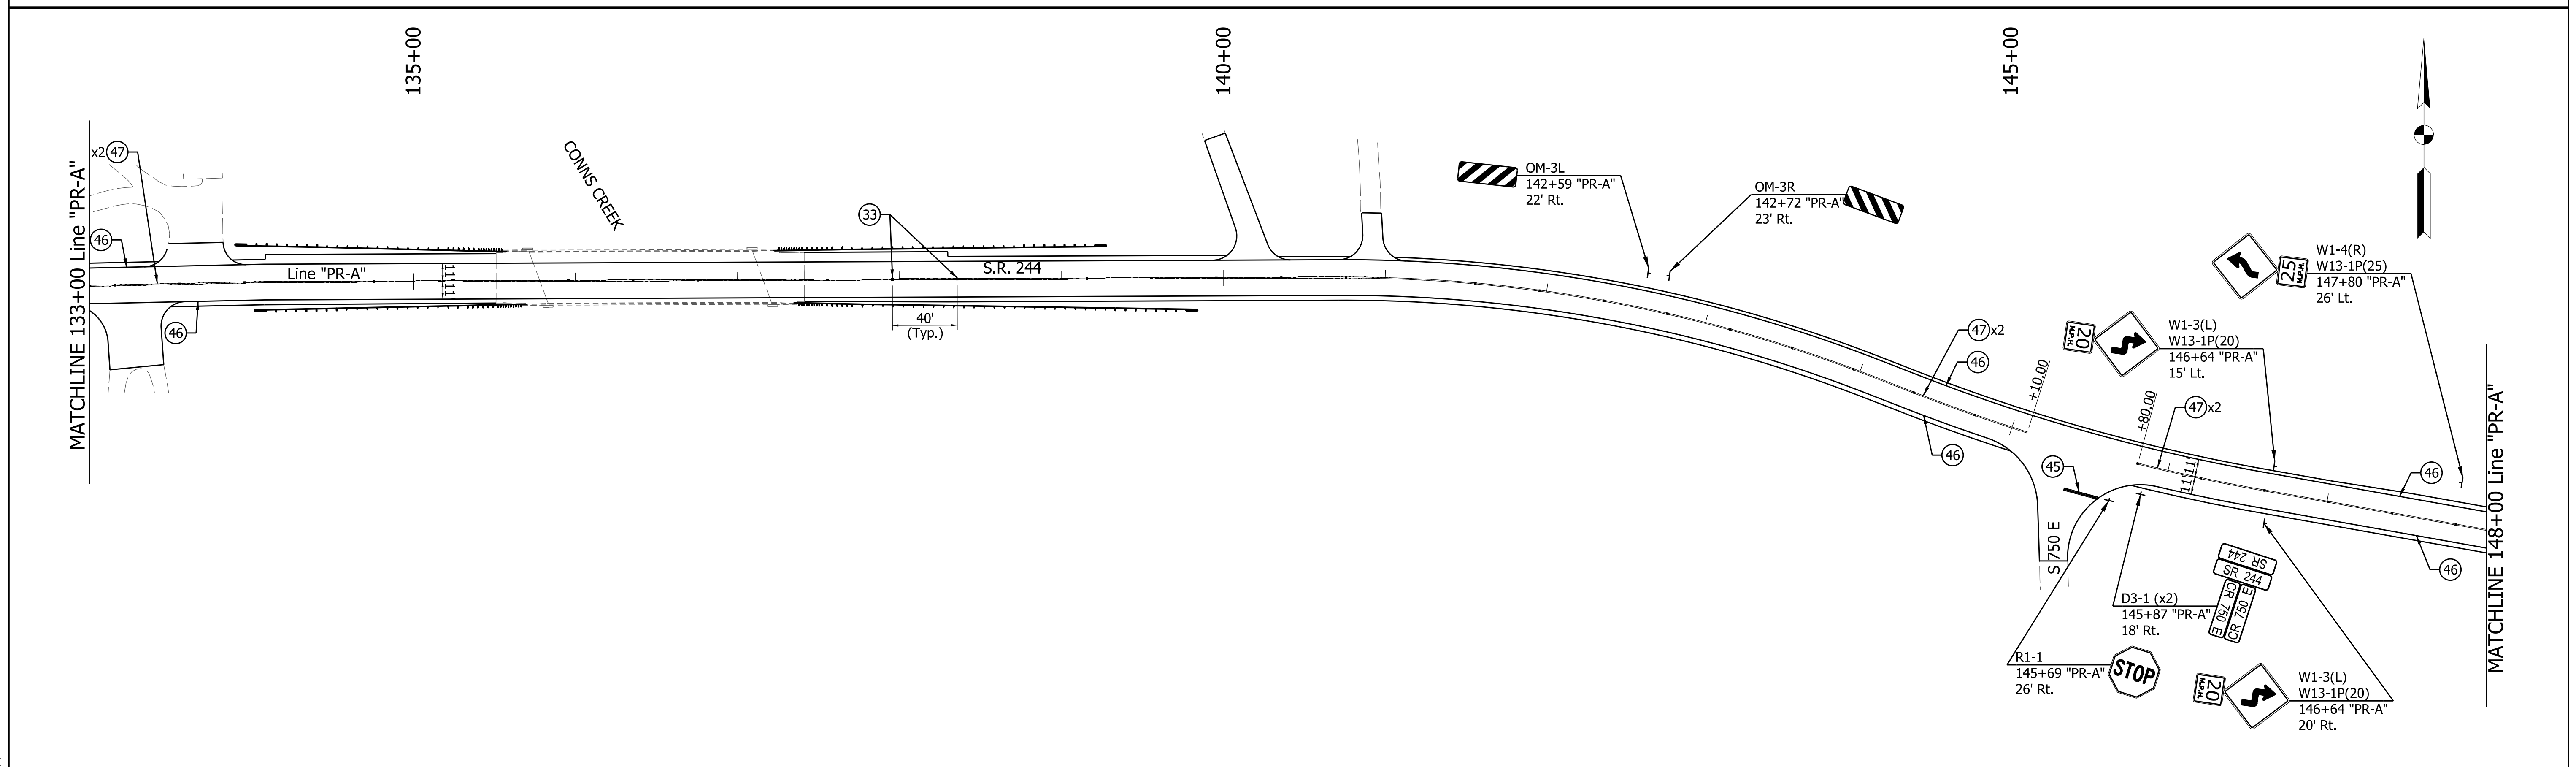 135+00
140+00
145+00
MATCHLINE 133+00 Line "PR-A"
x2 47
46
46
CONNS CREEK
Line "PR-A"
11'
11'
33
40'
(Typ.)
S.R. 244
OM-3L
142+59 "PR-A"
22' Rt.
OM-3R
142+72 "PR-A"
23' Rt.
W1-4(R)
W13-1P(25)
147+80 "PR-A"
26' Lt.
25
M.P.H.
W1-3(L)
W13-1P(20)
146+64 "PR-A"
15' Lt.
20
M.P.H.
47 x2
46
+10.00
+80.00
47 x2
46
45
11'
11'
46
46
S 750 E
SR 244
SR 244
CR 750 E
CR 750 E
D3-1 (x2)
145+87 "PR-A"
18' Rt.
R1-1
145+69 "PR-A"
26' Rt.
STOP
20
M.P.H.
W1-3(L)
W13-1P(20)
146+64 "PR-A"
20' Rt.
MATCHLINE 148+00 Line "PR-A"